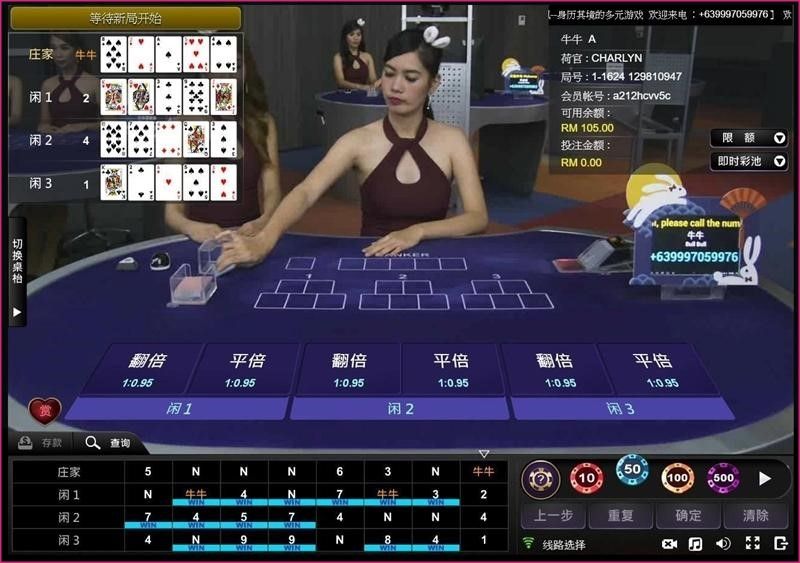 等待新局开始
L--身历其境的多元游戏 欢迎来电：+639997059976 】 欢
庄家 牛牛
闲1 2
闲2 4
闲3 1
牛牛 A
荷官 : CHARLYN
局号 : 1-1624 129810947
会员帐号 : a212hcvv5c
可用余额 :
RM 105.00
投注金额 :
RM 0.00
限 额
即时彩池
切换桌枱
, please call the num
牛牛
Bull Bull
+639997059976
BANKER
1 2 3
翻倍 平倍 翻倍 平倍 翻倍 平倍
1:0.95 1:0.95 1:0.95 1:0.95 1:0.95 1:0.95
闲1 闲2 闲3
赏
存款 查询
庄家 5 N N N 6 3 N 牛牛
闲1 N 牛牛 4 N 7 牛牛 3 2
WIN WIN WIN WIN WIN WIN
闲2 7 4 5 7 4 N N 4
WIN WIN WIN WIN
闲3 4 N 9 9 N 8 4 1
WIN WIN WIN WIN WIN
? 10 50 100 500
上一步 重复 确定 清除
线路选择